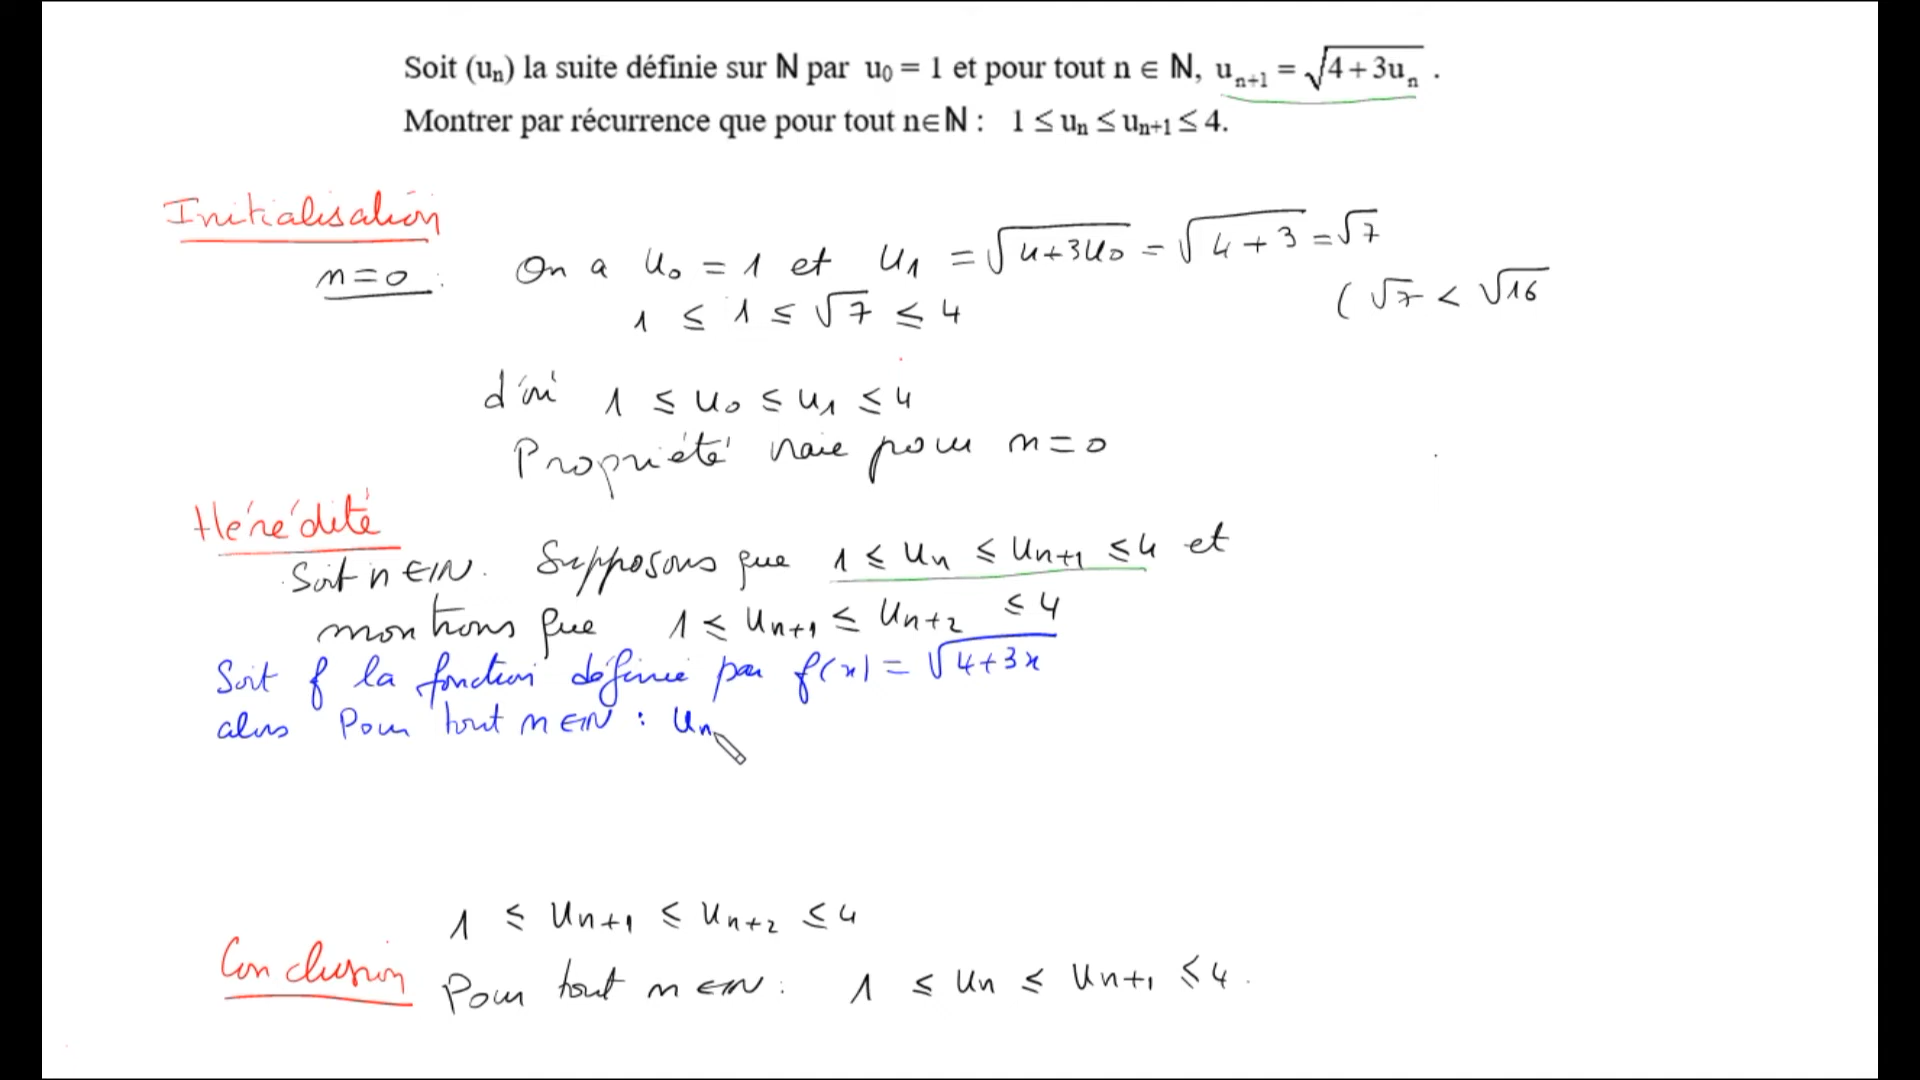 Soit (uₙ) la suite définie sur ℕ par u₀ = 1 et pour tout n ∈ ℕ, uₙ₊₁ = √(4+3uₙ) .
Montrer par récurrence que pour tout n∈ℕ : 1 ≤ uₙ ≤ uₙ₊₁ ≤ 4.
Initialisation
n=0 : On a u₀ = 1 et u₁ = √(4+3u₀) = √(4+3) = √7
1 ≤ 1 ≤ √7 ≤ 4 (√7 < √16
d'où 1 ≤ u₀ ≤ u₁ ≤ 4
Propriété vraie pour n=0
Hérédité
Soit n ∈ ℕ. Supposons que 1 ≤ uₙ ≤ uₙ₊₁ ≤ 4 et
montrons que 1 ≤ uₙ₊₁ ≤ uₙ₊₂ ≤ 4
Soit f la fonction définie par f(x) = √(4+3x)
alors Pour tout n ∈ ℕ : uₙ
1 ≤ uₙ₊₁ ≤ uₙ₊₂ ≤ 4
Conclusion Pour tout n ∈ ℕ : 1 ≤ uₙ ≤ uₙ₊₁ ≤ 4.